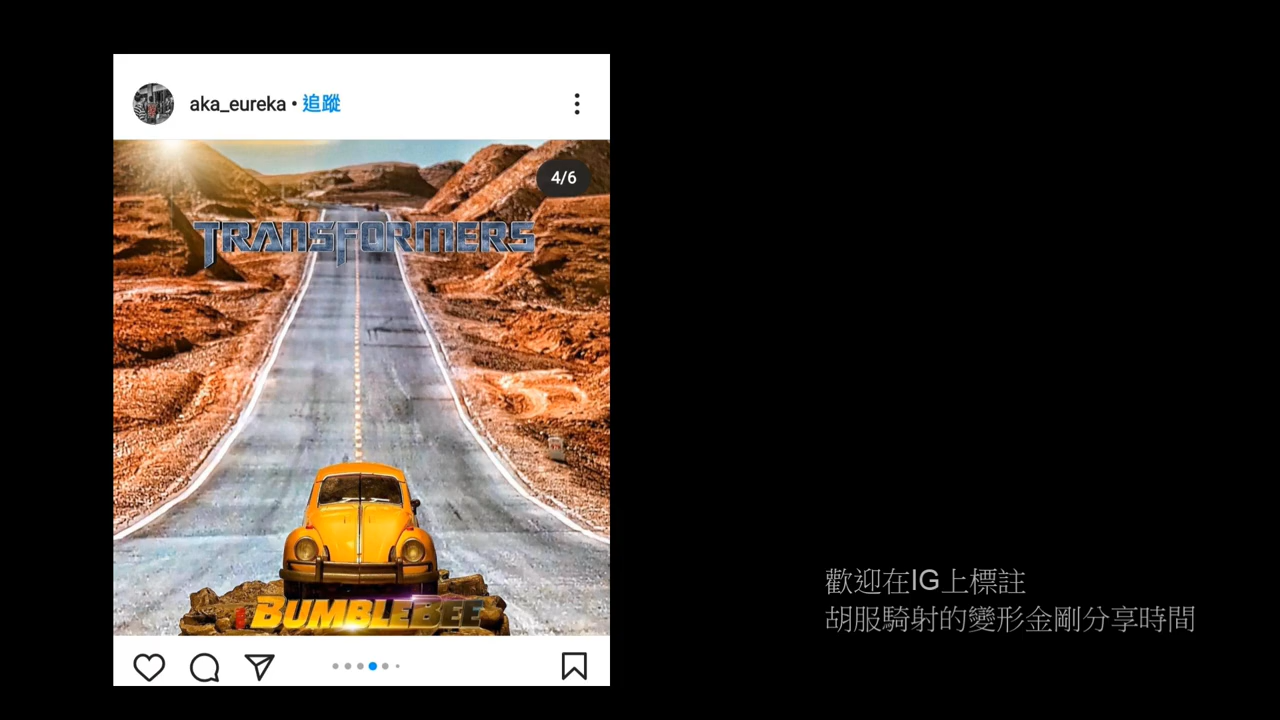 aka_eureka • 追蹤
4/6
TRANSFORMERS
BUMBLEBEE
歡迎在IG上標註
胡服騎射的變形金剛分享時間